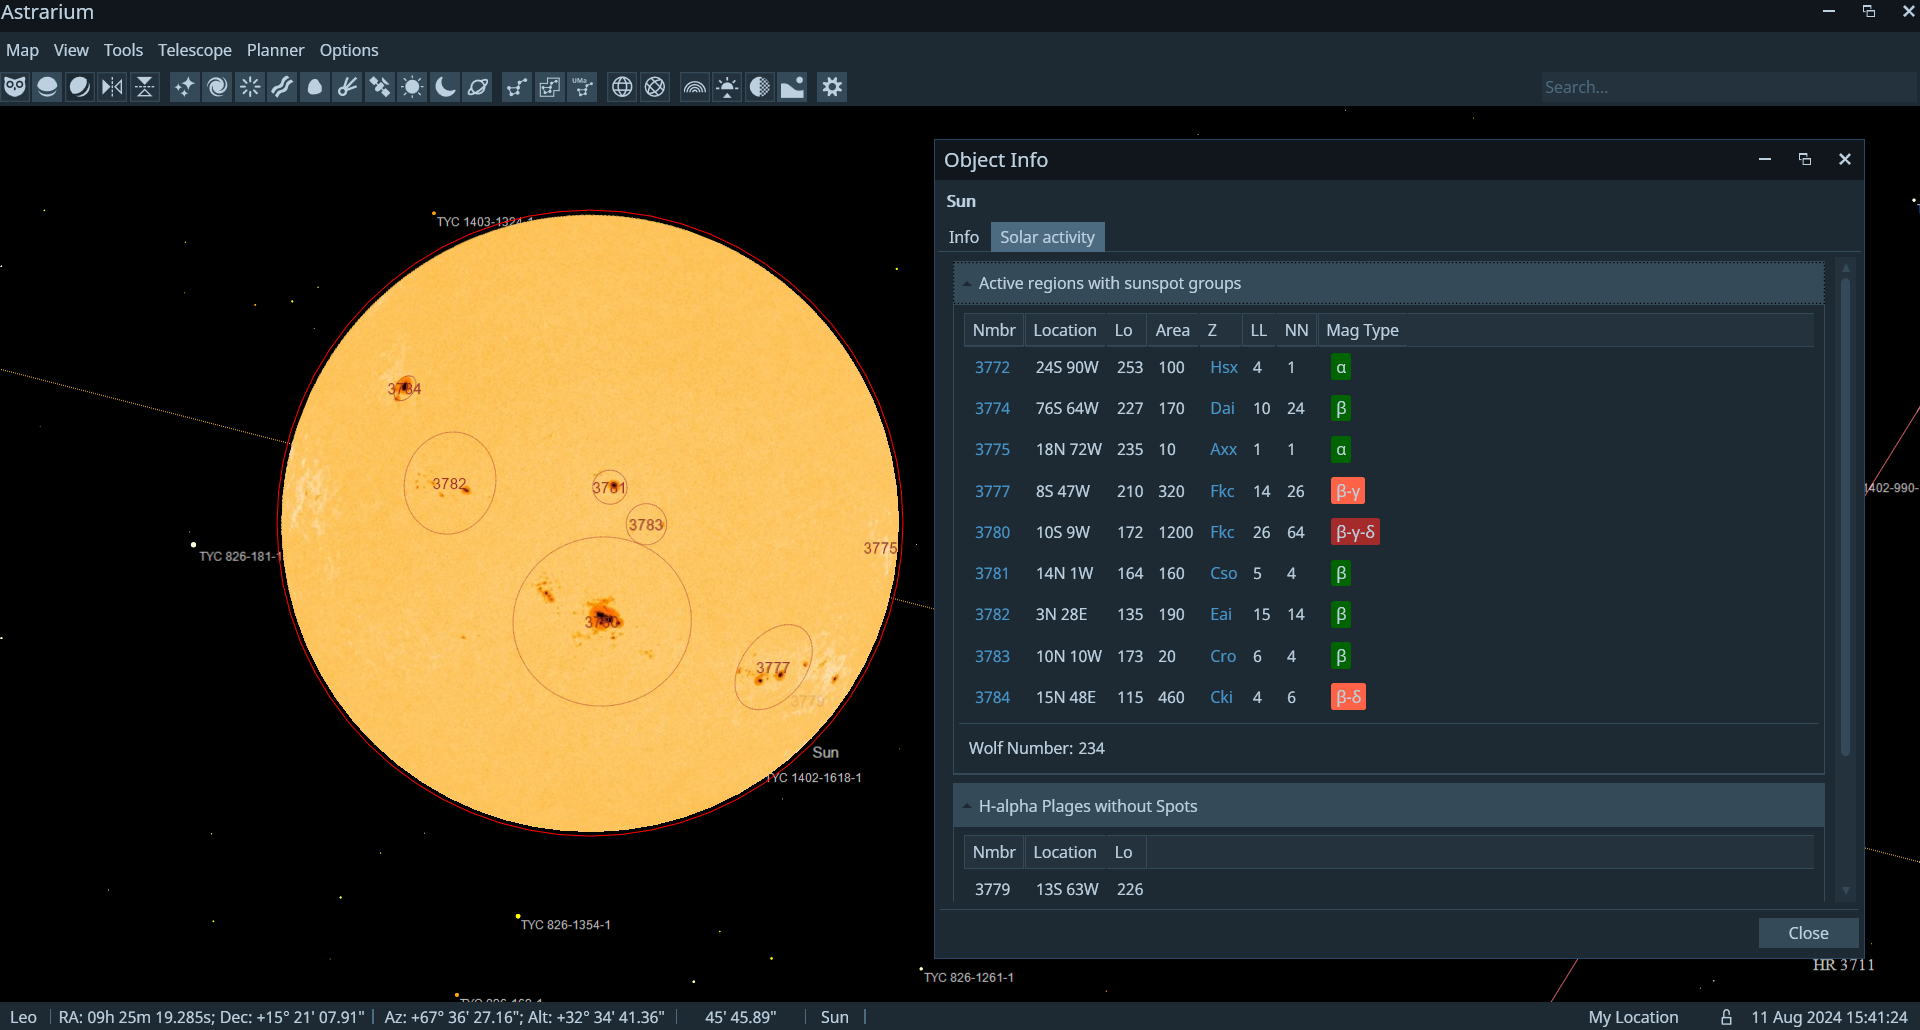 Astrarium
Map View Tools Telescope Planner Options
UMa
Search...
TYC 1403-1324-1
3784
3782
3781
3783
3775
TYC 826-181-1
3780
3777
3779
Sun
TYC 1402-1618-1
TYC 826-1354-1
TYC 826-1261-1
1402-990-
HR 3711
Object Info
Sun
Info Solar activity
Active regions with sunspot groups
Nmbr Location Lo Area Z LL NN Mag Type
3772 24S 90W 253 100 Hsx 4 1 α
3774 76S 64W 227 170 Dai 10 24 β
3775 18N 72W 235 10 Axx 1 1 α
3777 8S 47W 210 320 Fkc 14 26 β-γ
3780 10S 9W 172 1200 Fkc 26 64 β-γ-δ
3781 14N 1W 164 160 Cso 5 4 β
3782 3N 28E 135 190 Eai 15 14 β
3783 10N 10W 173 20 Cro 6 4 β
3784 15N 48E 115 460 Cki 4 6 β-δ
Wolf Number: 234
H-alpha Plages without Spots
Nmbr Location Lo
3779 13S 63W 226
Close
Leo RA: 09h 25m 19.285s; Dec: +15° 21' 07.91" Az: +67° 36' 27.16"; Alt: +32° 34' 41.36" 45' 45.89" Sun My Location 11 Aug 2024 15:41:24